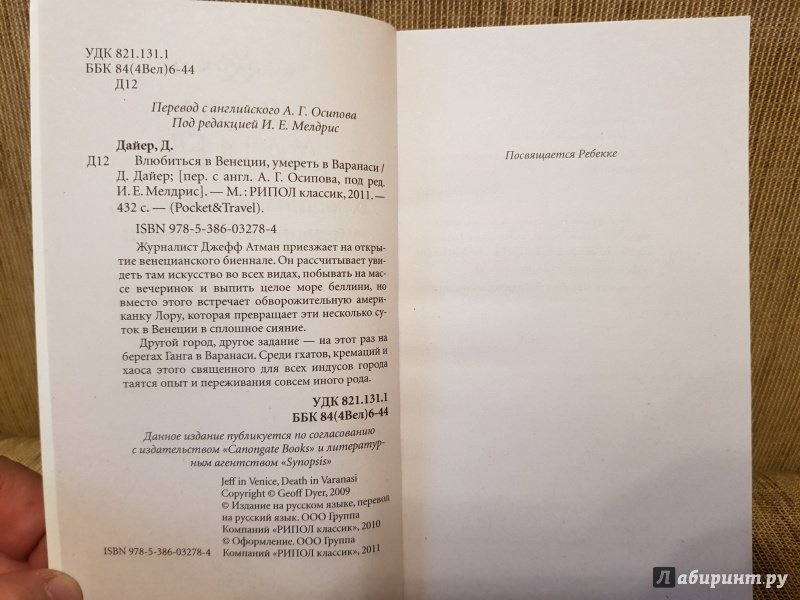 УДК 821.131.1
ББК 84(4Вел)6-44
Д12
Перевод с английского А. Г. Осипова
Под редакцией И. Е. Мелдрис
Дайер, Д.
Д12 Влюбиться в Венеции, умереть в Варанаси /
Д. Дайер; [пер. с англ. А. Г. Осипова, под ред.
И. Е. Мелдрис]. — М. : РИПОЛ классик, 2011. —
432 с. — (Pocket&Travel).
ISBN 978-5-386-03278-4
Журналист Джефф Атман приезжает на откры-
тие венецианского биеннале. Он рассчитывает уви-
деть там искусство во всех видах, побывать на мас-
се вечеринок и выпить целое море беллини, но
вместо этого встречает обворожительную амери-
канку Лору, которая превращает эти несколько су-
ток в Венеции в сплошное сияние.
Другой город, другое задание — на этот раз на
берегах Ганга в Варанаси. Среди гхатов, кремаций и
хаоса этого священного для всех индусов города
таятся опыт и переживания совсем иного рода.
УДК 821.131.1
ББК 84(4Вел)6-44
Данное издание публикуется по согласованию
с издательством «Canongate Books» и литератур-
ным агентством «Synopsis»
Jeff in Venice, Death in Varanasi
Copyright © Geoff Dyer, 2009
© Издание на русском языке, перевод
на русский язык. ООО Группа
Компаний «РИПОЛ классик», 2010
© Оформление. ООО Группа
ISBN 978-5-386-03278-4 Компаний «РИПОЛ классик», 2011
Посвящается Ребекке
Лабиринт.ру